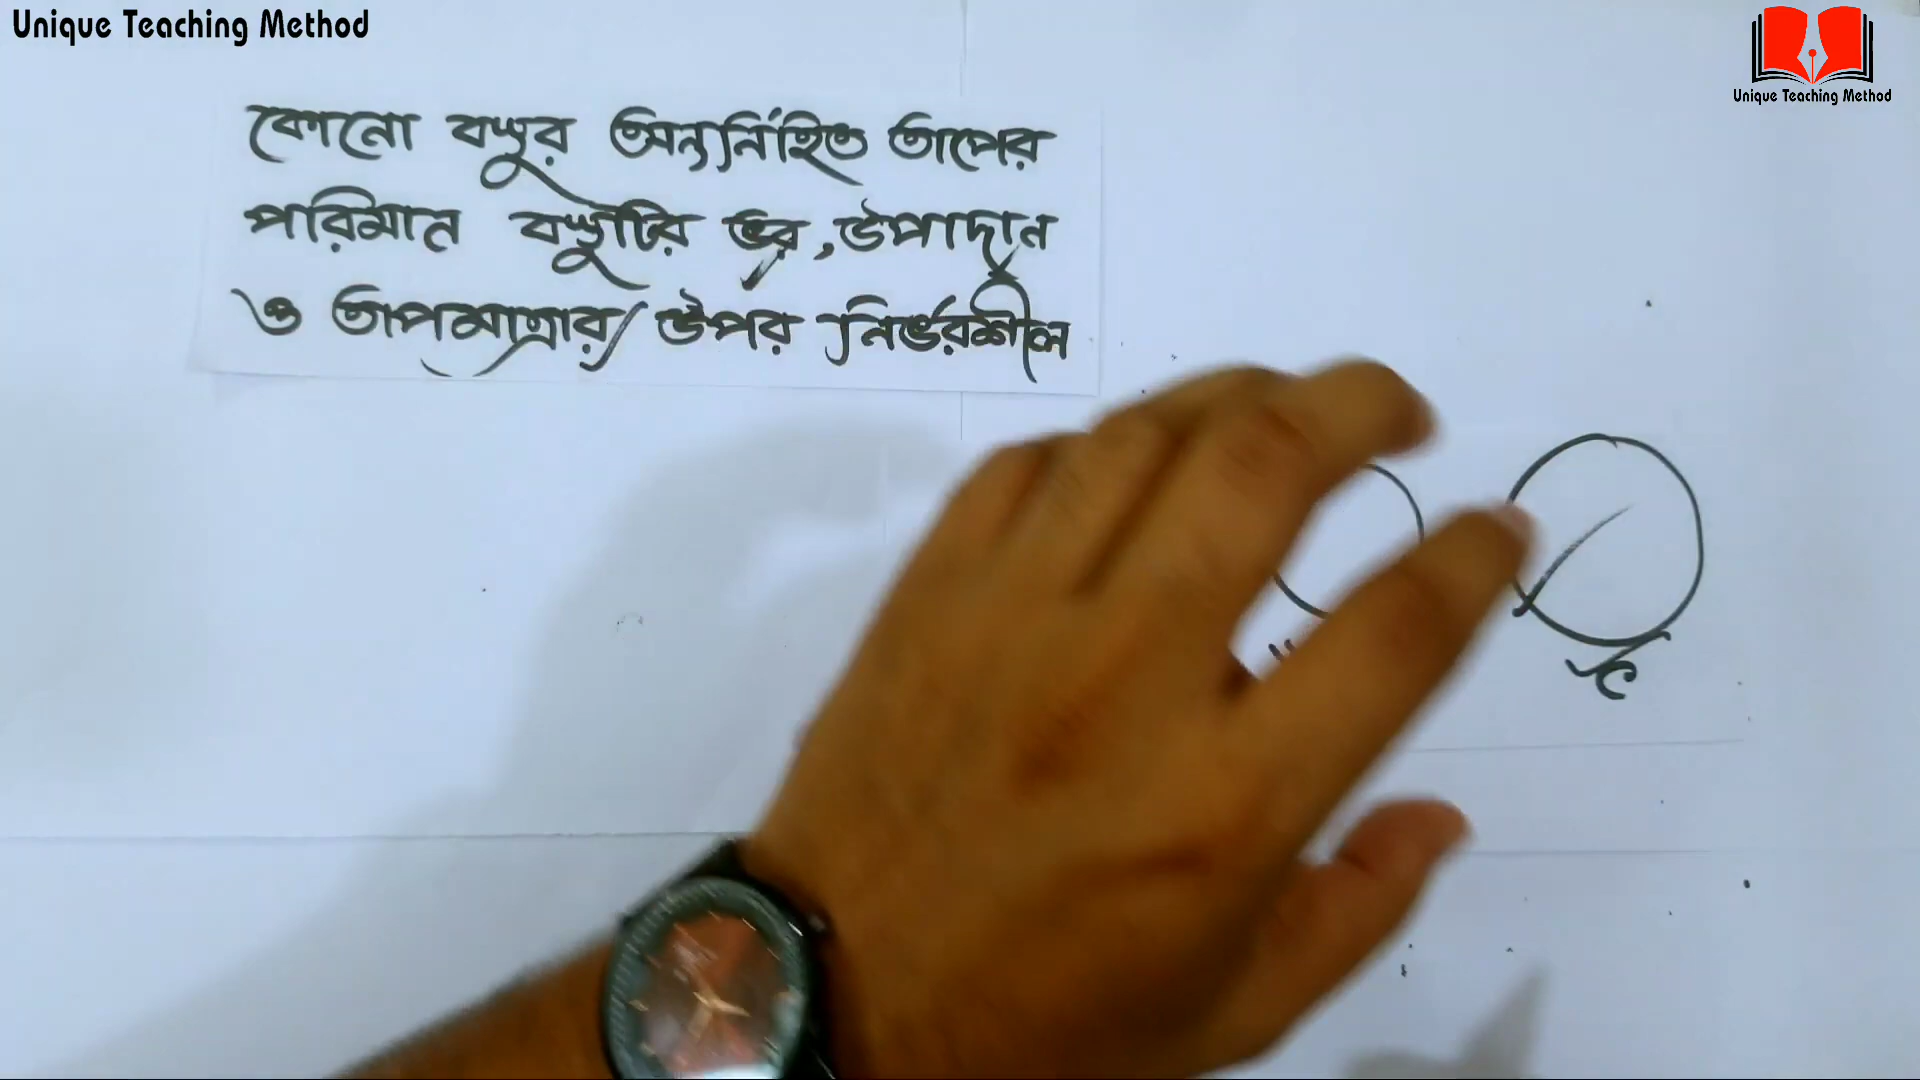 Unique Teaching Method
Unique Teaching Method
কোনো বস্তুর অন্তর্নিহিত তাপের
পরিমান বস্তুটির ভর, উপাদান
ও তাপমাত্রার উপর নির্ভরশীল